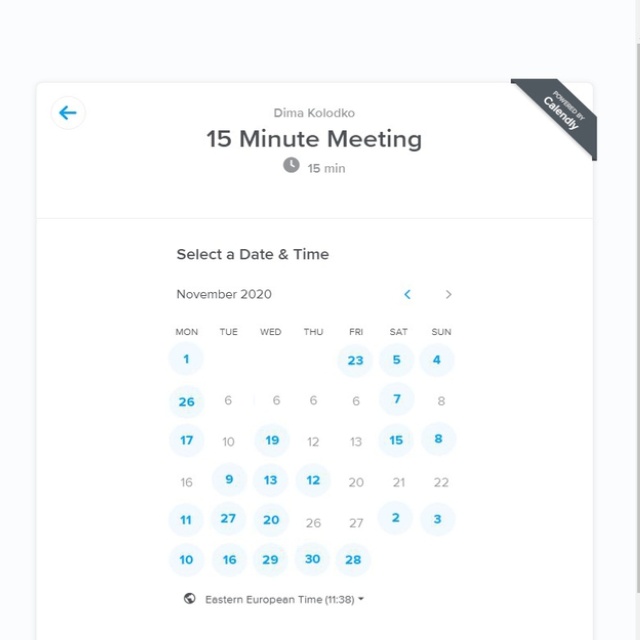 POWERED BY
Calendly
Dima Kolodko
15 Minute Meeting
15 min
Select a Date & Time
November 2020
MON TUE WED THU FRI SAT SUN
1 23 5 4
26 6 6 6 6 7 8
17 10 19 12 13 15 8
16 9 13 12 20 21 22
11 27 20 26 27 2 3
10 16 29 30 28
Eastern European Time (11:38)